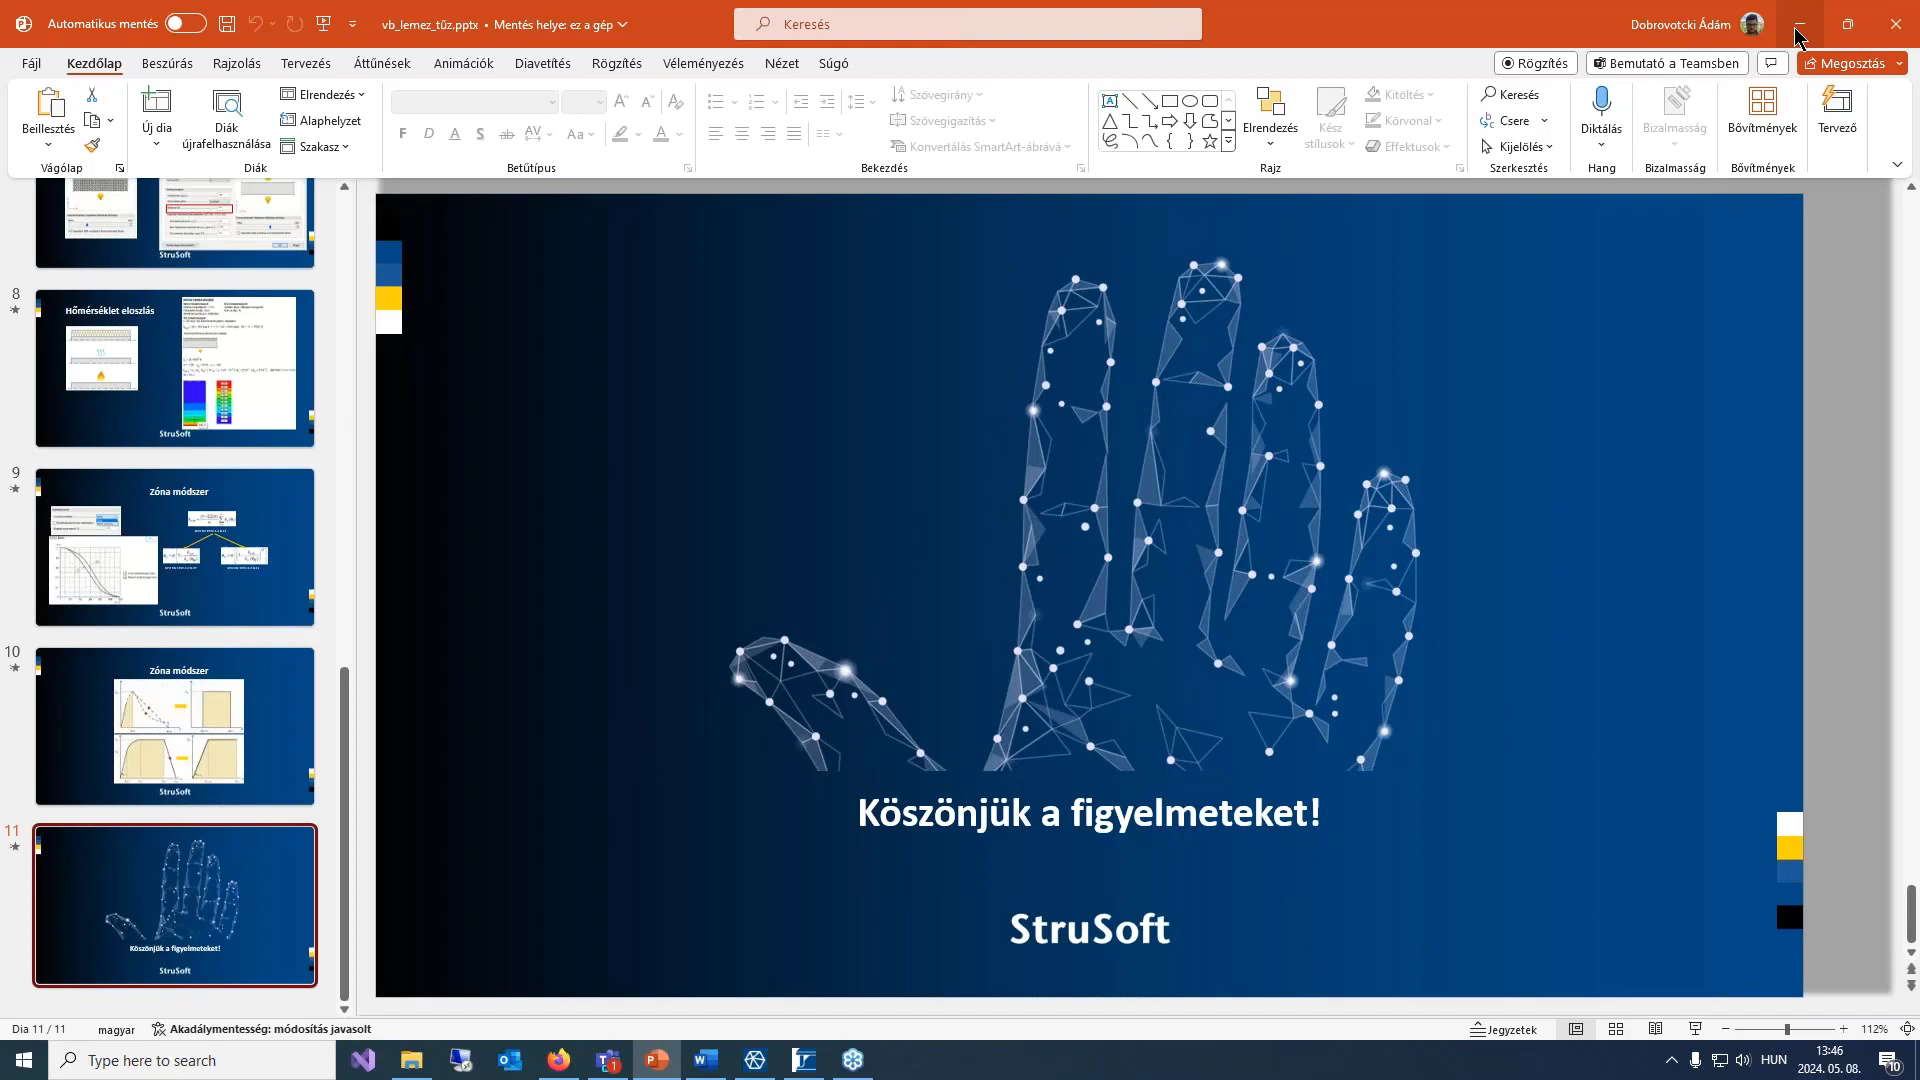 Automatikus mentés
vb_lemez_tűz.pptx • Mentés helye: ez a gép
Keresés
Dobrovotcki Ádám
Fájl Kezdőlap Beszúrás Rajzolás Tervezés Áttűnések Animációk Diavetítés Rögzítés Véleményezés Nézet Súgó
Rögzítés Bemutató a Teamsben Megosztás
Beillesztés
Vágólap
Új dia
Diák újrafelhasználása
Elrendezés
Alaphelyzet
Szakasz
Diák
F D A S ab AV Aa A
Betűtípus
Szövegirány
Szövegigazítás
Konvertálás SmartArt-ábrává
Bekezdés
Elrendezés
Kész stílusok
Kitöltés
Körvonal
Effektusok
Rajz
Keresés
Csere
Kijelölés
Szerkesztés
Diktálás
Hang
Bizalmasság
Bizalmasság
Bővítmények
Bővítmények
Tervező
StruSoft
8
Hőmérséklet eloszlás
StruSoft
9
Zóna módszer
StruSoft
10
Zóna módszer
StruSoft
11
Köszönjük a figyelmeteket!
StruSoft
Köszönjük a figyelmeteket!
StruSoft
Dia 11 / 11 magyar Akadálymentesség: módosítás javasolt
Jegyzetek
112%
Type here to search
HUN
13:46
2024. 05. 08.
10